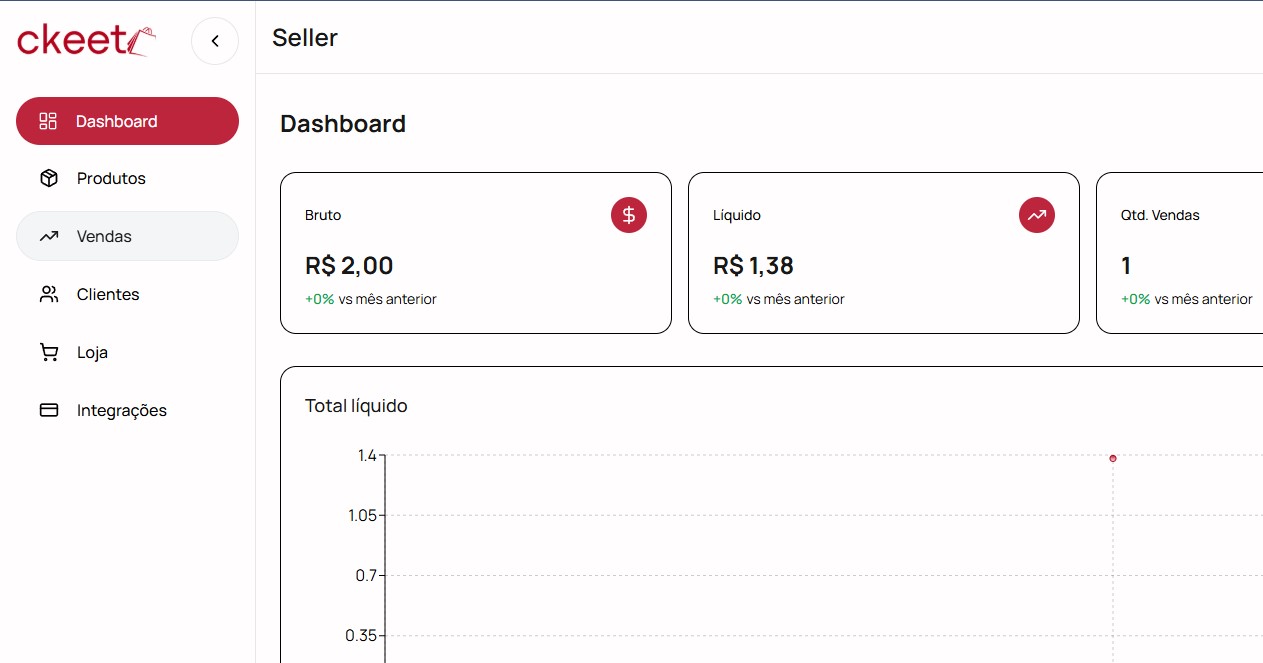 ckeet
Seller
Dashboard
Produtos
Vendas
Clientes
Loja
Integrações
Dashboard
Bruto
R$ 2,00
+0% vs mês anterior
Líquido
R$ 1,38
+0% vs mês anterior
Qtd. Vendas
1
+0% vs mês anterior
Total líquido
1.4
1.05
0.7
0.35